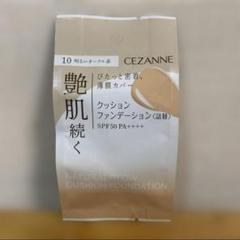 10 明るいオークル系
CEZANNE
艶肌続く
ぴたっと密着、
薄膜カバー
クッション
ファンデーション〈詰替〉
SPF50 PA++++
CUSHION FOUNDATION